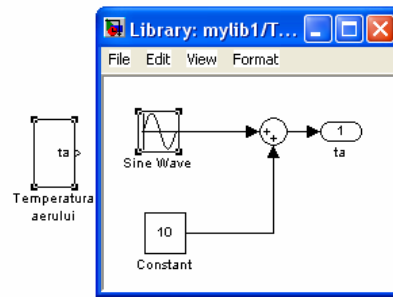 Library: mylib1/T...
File Edit View Format
ta
Temperatura
aerului
Sine Wave
1
ta
10
Constant